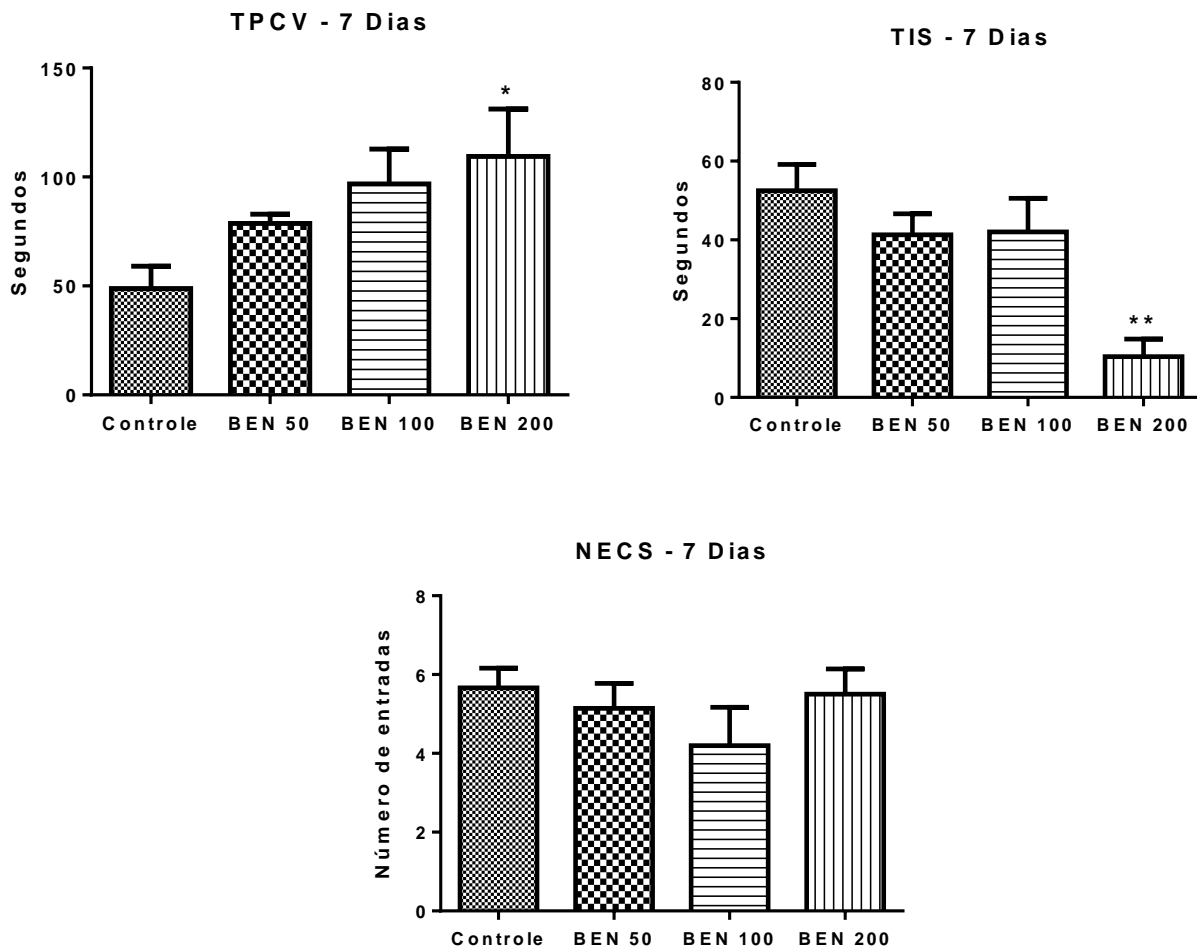 TPCV - 7 Dias
Segundos
150
100
50
0
*
Controle BEN 50 BEN 100 BEN 200
TIS - 7 Dias
Segundos
80
60
40
20
0
**
Controle BEN 50 BEN 100 BEN 200
NECS - 7 Dias
Número de entradas
8
6
4
2
0
Controle BEN 50 BEN 100 BEN 200